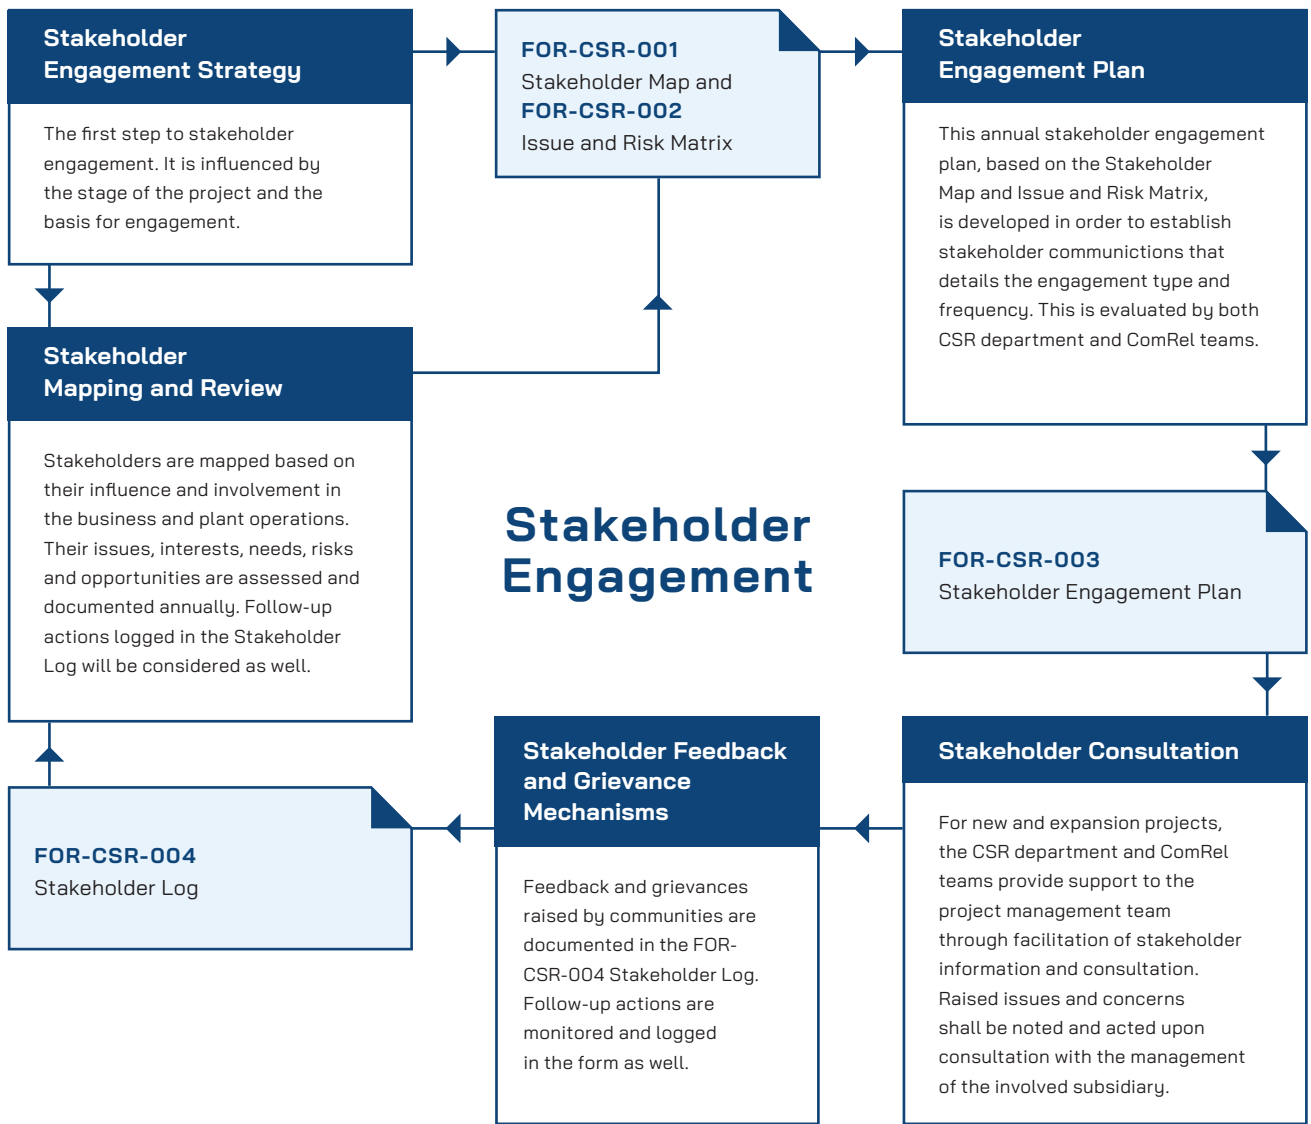 Stakeholder
Engagement Strategy
The first step to stakeholder
engagement. It is influenced by
the stage of the project and the
basis for engagement.
FOR-CSR-001
Stakeholder Map and
FOR-CSR-002
Issue and Risk Matrix
Stakeholder
Engagement Plan
This annual stakeholder engagement
plan, based on the Stakeholder
Map and Issue and Risk Matrix,
is developed in order to establish
stakeholder communictions that
details the engagement type and
frequency. This is evaluated by both
CSR department and ComRel teams.
Stakeholder
Mapping and Review
Stakeholders are mapped based on
their influence and involvement in
the business and plant operations.
Their issues, interests, needs, risks
and opportunities are assessed and
documented annually. Follow-up
actions logged in the Stakeholder
Log will be considered as well.
Stakeholder
Engagement
FOR-CSR-003
Stakeholder Engagement Plan
FOR-CSR-004
Stakeholder Log
Stakeholder Feedback
and Grievance
Mechanisms
Feedback and grievances
raised by communities are
documented in the FOR-
CSR-004 Stakeholder Log.
Follow-up actions are
monitored and logged
in the form as well.
Stakeholder Consultation
For new and expansion projects,
the CSR department and ComRel
teams provide support to the
project management team
through facilitation of stakeholder
information and consultation.
Raised issues and concerns
shall be noted and acted upon
consultation with the management
of the involved subsidiary.